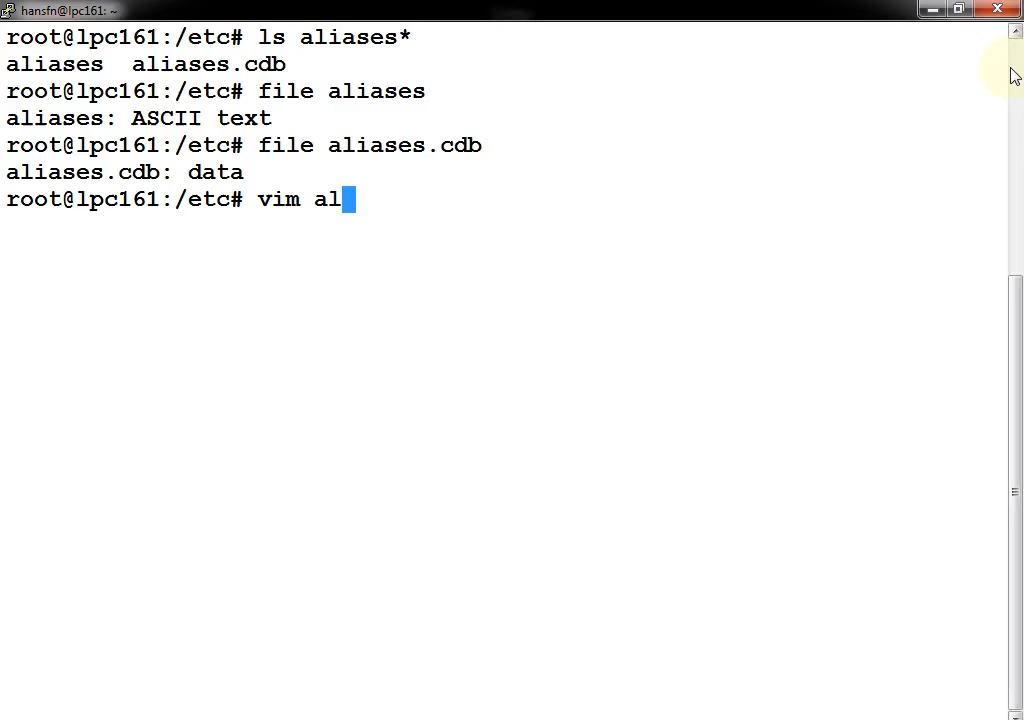 hansfn@lpc161: ~
root@lpc161:/etc# ls aliases*
aliases  aliases.cdb
root@lpc161:/etc# file aliases
aliases: ASCII text
root@lpc161:/etc# file aliases.cdb
aliases.cdb: data
root@lpc161:/etc# vim al